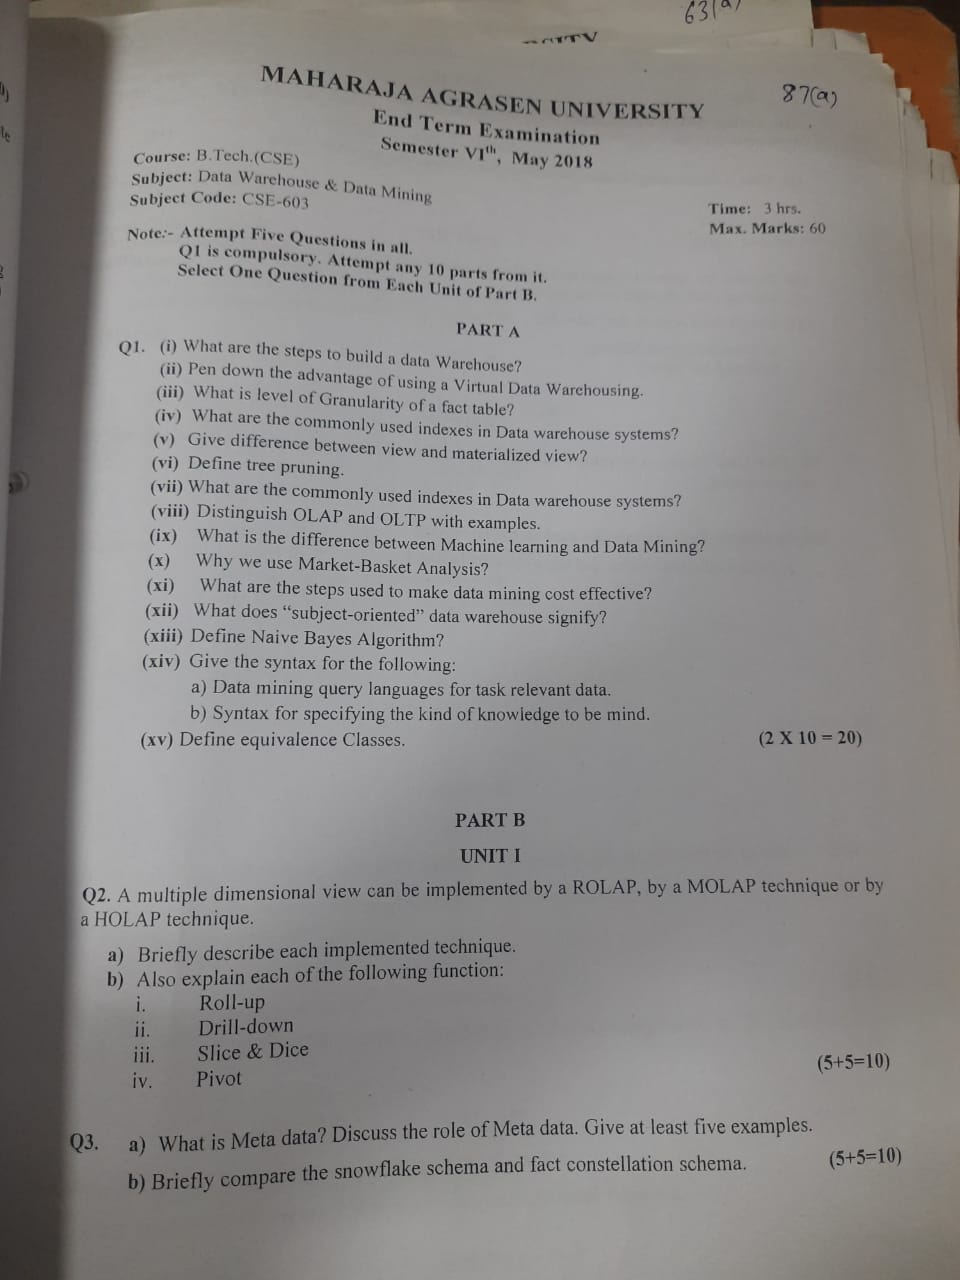 63(a)
87(a)
MAHARAJA AGRASEN UNIVERSITY
End Term Examination
Semester VIth, May 2018
Course: B.Tech.(CSE)
Subject: Data Warehouse & Data Mining
Subject Code: CSE-603
Time: 3 hrs.
Max. Marks: 60
Note:- Attempt Five Questions in all.
Q1 is compulsory. Attempt any 10 parts from it.
Select One Question from Each Unit of Part B.
PART A
Q1. (i) What are the steps to build a data Warehouse?
(ii) Pen down the advantage of using a Virtual Data Warehousing.
(iii) What is level of Granularity of a fact table?
(iv) What are the commonly used indexes in Data warehouse systems?
(v) Give difference between view and materialized view?
(vi) Define tree pruning.
(vii) What are the commonly used indexes in Data warehouse systems?
(viii) Distinguish OLAP and OLTP with examples.
(ix) What is the difference between Machine learning and Data Mining?
(x) Why we use Market-Basket Analysis?
(xi) What are the steps used to make data mining cost effective?
(xii) What does “subject-oriented” data warehouse signify?
(xiii) Define Naive Bayes Algorithm?
(xiv) Give the syntax for the following:
a) Data mining query languages for task relevant data.
b) Syntax for specifying the kind of knowledge to be mind.
(xv) Define equivalence Classes. (2 X 10 = 20)
PART B
UNIT I
Q2. A multiple dimensional view can be implemented by a ROLAP, by a MOLAP technique or by
a HOLAP technique.
a) Briefly describe each implemented technique.
b) Also explain each of the following function:
i. Roll-up
ii. Drill-down
iii. Slice & Dice
iv. Pivot (5+5=10)
Q3. a) What is Meta data? Discuss the role of Meta data. Give at least five examples.
b) Briefly compare the snowflake schema and fact constellation schema. (5+5=10)